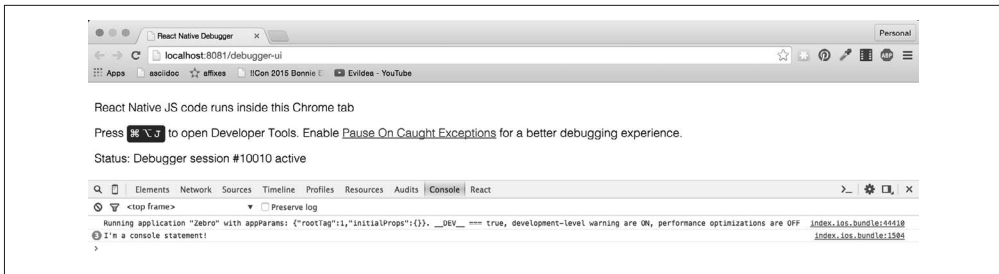 React Native Debugger ×
Personal
localhost:8081/debugger-ui
ABP
Apps asciidoc affixes !!Con 2015 Bonnie E Evildea - YouTube
React Native JS code runs inside this Chrome tab
Press ⌘⌥J to open Developer Tools. Enable Pause On Caught Exceptions for a better debugging experience.
Status: Debugger session #10010 active
Elements Network Sources Timeline Profiles Resources Audits Console React
<top frame> ▼ Preserve log
Running application "Zebro" with appParams: {"rootTag":1,"initialProps":{}}. __DEV__ === true, development-level warning are ON, performance optimizations are OFF index.ios.bundle:44410
3 I'm a console statement! index.ios.bundle:1504
>